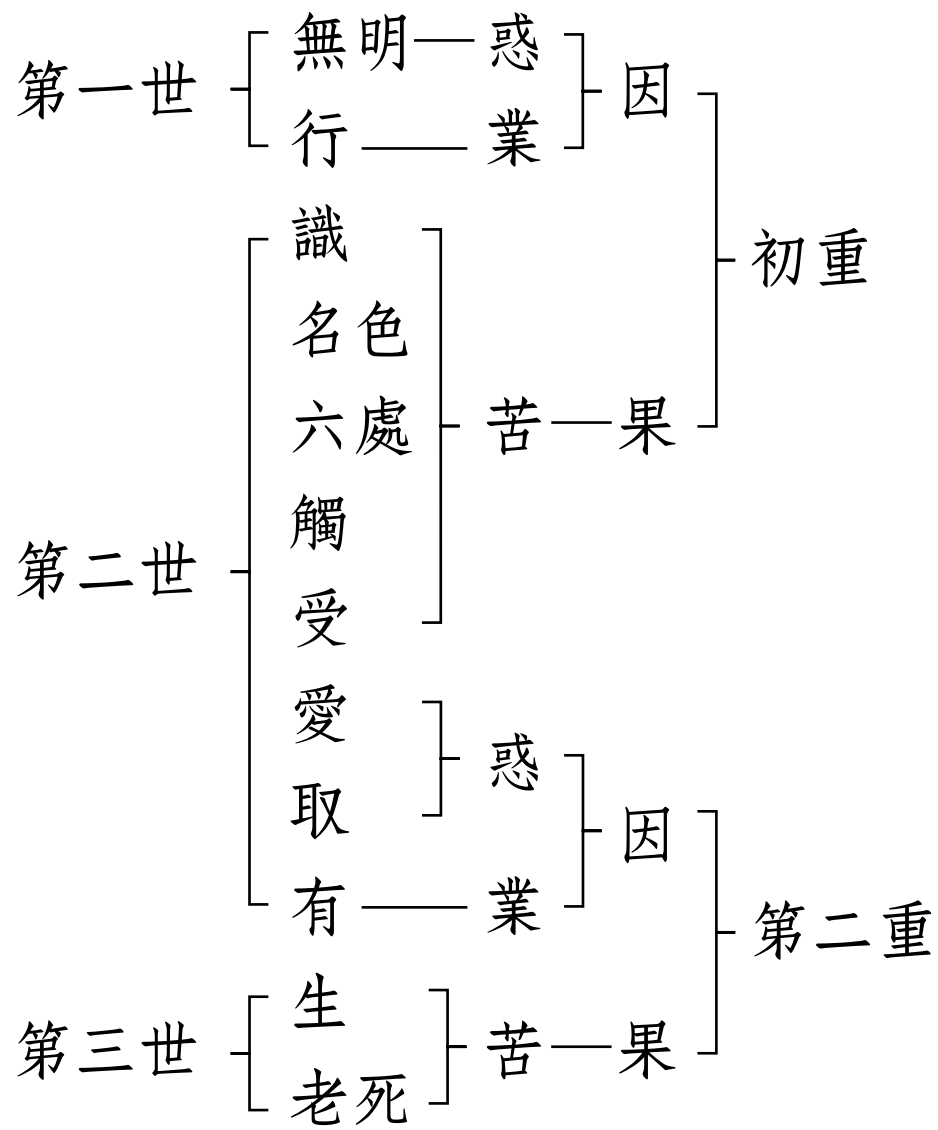 無明 惑
第一世 因
行 業
識
初重
名色
六處 苦 果
觸
第二世
受
愛
惑
取
因
有 業
第二重
生
第三世 苦 果
老死